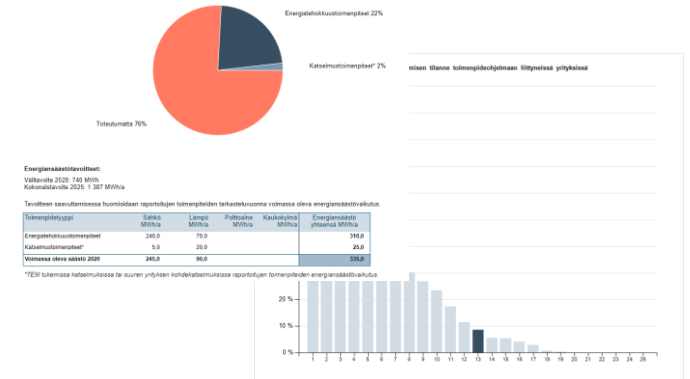 Energiatehokkuustoimenpiteet 22%
Katselmustoimenpiteet* 2%
Toteutumatta 76%
misen tilanne toimenpideohjelmaan liittyneissä yrityksissä
Energiansäästötavoitteet:
Välitavoite 2020: 740 MWh
Kokonaistavoite 2025: 1 387 MWh/a
Tavoitteen saavuttamisessa huomioidaan raportoitujen toimenpiteiden tarkasteluvuonna voimassa oleva energiansäästövaikutus.
Toimenpidetyyppi Sähkö MWh/a Lämpö MWh/a Polttoaine MWh/a Kaukokylmä MWh/a Energiansäästö yhteensä MWh/a
Energiatehokkuustoimenpiteet 240,0 70,0 310,0
Katselmustoimenpiteet* 5,0 20,0 25,0
Voimassa oleva säästö 2020 245,0 90,0 335,0
*TEM tukemissa katselmuksissa tai suuren yrityksen kohdekatselmuksissa raportoitujen toimenpiteiden energiansäästövaikutus.
20 %
10 %
0 %
1 2 3 4 5 6 7 8 9 10 11 12 13 14 15 16 17 18 19 20 21 22 23 24 25